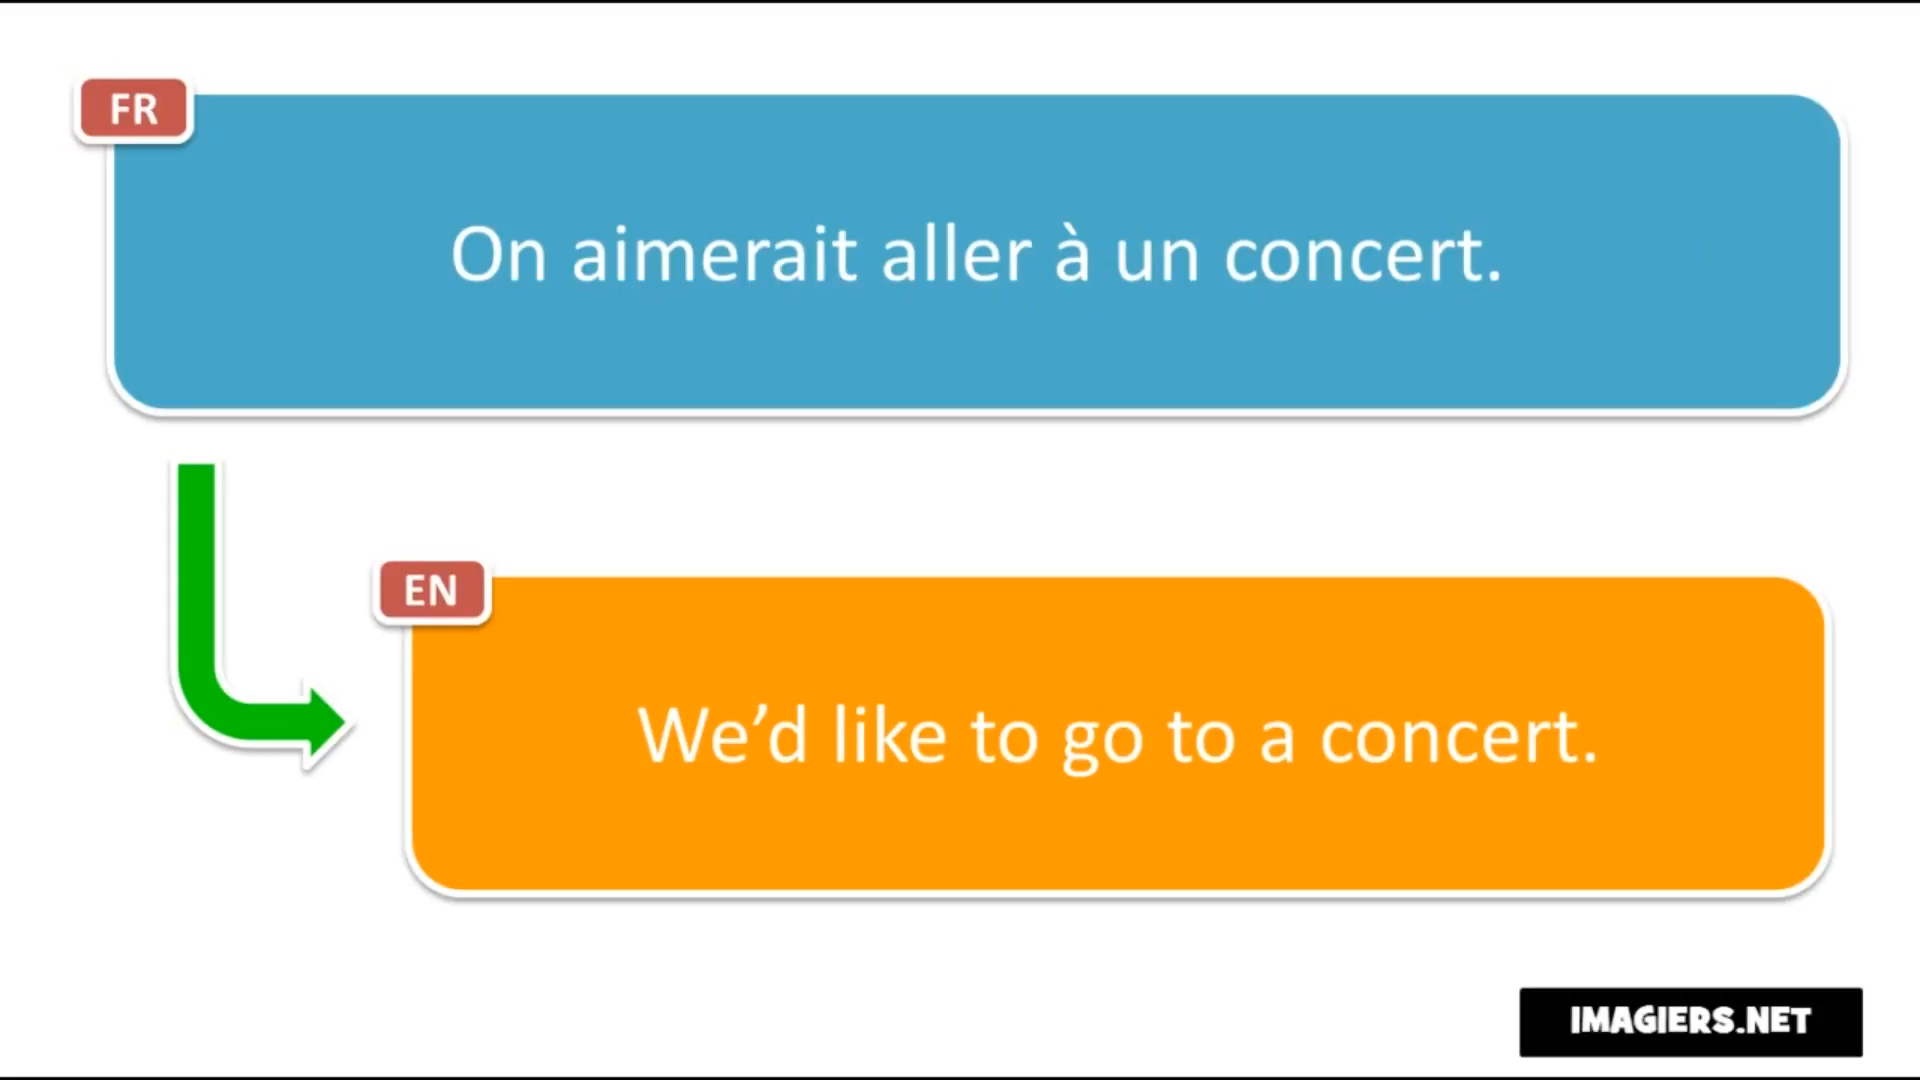 FR
On aimerait aller à un concert.
EN
We’d like to go to a concert.
IMAGIERS.NET